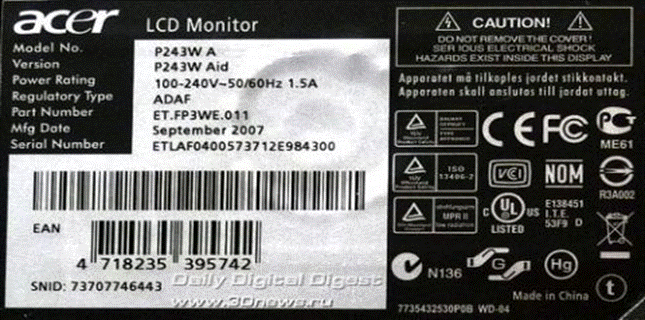 acer LCD Monitor
Model No. P243W A
Version P243W Aid
Power Rating 100-240V~50/60Hz 1.5A
Regulatory Type ADAF
Part Number ET.FP3WE.011
Mfg Date September 2007
Serial Number ETLAF0400573712E984300
EAN
4 718235 395742
SNID: 73707746443
Daily Digital Digest
www.3Dnews.ru
CAUTION!
DO NOT REMOVE THE COVER!
SERIOUS ELECTRICAL SHOCK
HAZARDS EXIST INSIDE THIS DISPLAY
Apparatet må tilkoples jordet stikkontakt.
Apparaten skall anslutas till jordat uttag.
CE FC
ME61
ISO
13406-2
VCI
NOM
R3A002
MPR II
C UL US
LISTED
E138451
I.T.E.
53F9 D
N136
G
Hg
Made in China
7735432530P0B WD-04